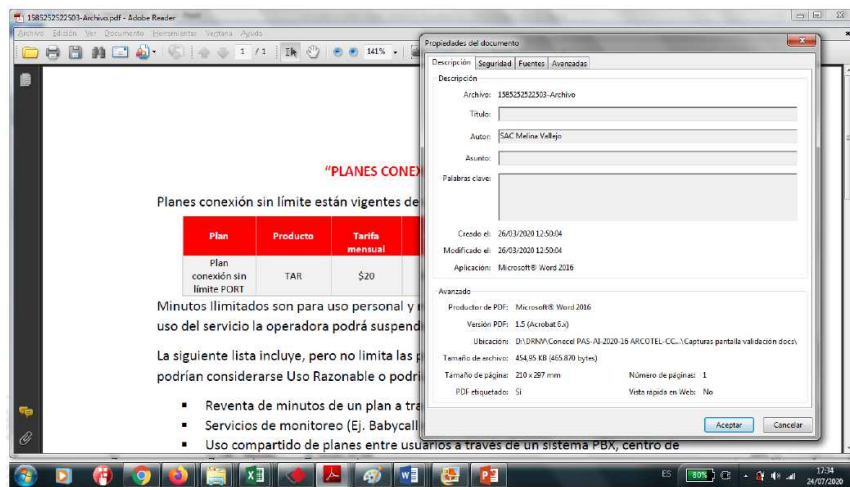 1585252522503-Archivo.pdf - Adobe Reader
Archivo Edición Ver Documento Herramientas Ventana Ayuda
1 / 1 141%
"PLANES CONEX
Planes conexión sin límite están vigentes de
Plan Producto Tarifa mensual
Plan conexión sin límite PORT TAR $20
Minutos Ilimitados son para uso personal y
uso del servicio la operadora podrá suspend
La siguiente lista incluye, pero no limita las
podrían considerarse Uso Razonable o podrí
▪ Reventa de minutos de un plan a tra
▪ Servicios de monitoreo (Ej. Babycall
▪ Uso compartido de planes entre usuarios a través de un sistema PBX, centro de
Propiedades del documento
Descripción Seguridad Fuentes Avanzadas
Descripción
Archivo: 1585252522503-Archivo
Título:
Autor: SAC Melina Vallejo
Asunto:
Palabras clave:
Creado el: 26/03/2020 12:50:04
Modificado el: 26/03/2020 12:50:04
Aplicación: Microsoft® Word 2016
Avanzado
Productor de PDF: Microsoft® Word 2016
Versión PDF: 1.5 (Acrobat 6.x)
Ubicación: D:\DRNV\Conecel PAS-AI-2020-16 ARCOTEL-CC...\Capturas pantalla validación docs\
Tamaño de archivo: 454,95 KB (465.870 bytes)
Tamaño de página: 210 x 297 mm Número de páginas: 1
PDF etiquetado: Sí Vista rápida en Web: No
Aceptar Cancelar
ES 80% 17:34
24/07/2020